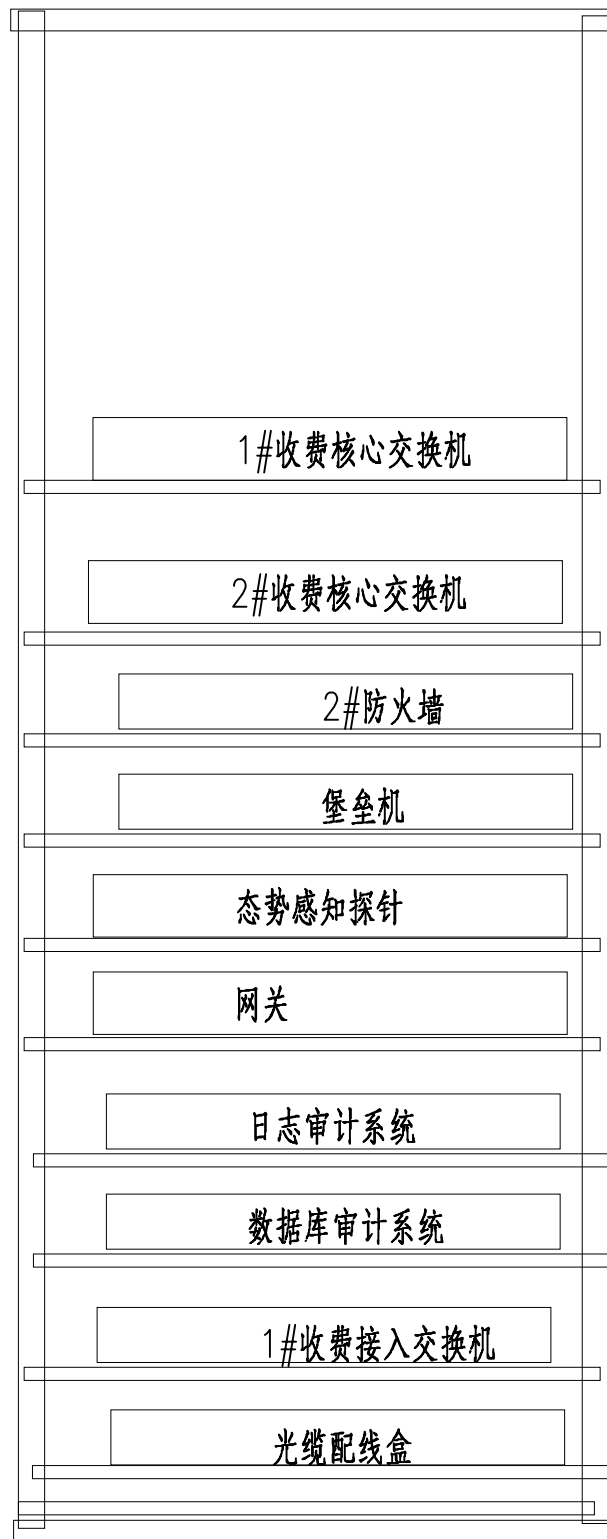 1#收费核心交换机
2#收费核心交换机
2#防火墙
堡垒机
态势感知探针
网关
日志审计系统
数据库审计系统
1#收费接入交换机
光缆配线盒